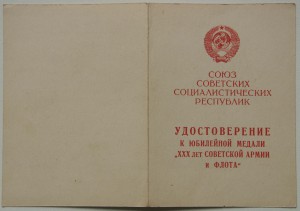 СОЮЗ
СОВЕТСКИХ
СОЦИАЛИСТИЧЕСКИХ
РЕСПУБЛИК
УДОСТОВЕРЕНИЕ
К ЮБИЛЕЙНОЙ МЕДАЛИ
„XXX ЛЕТ СОВЕТСКОЙ АРМИИ
И ФЛОТА“